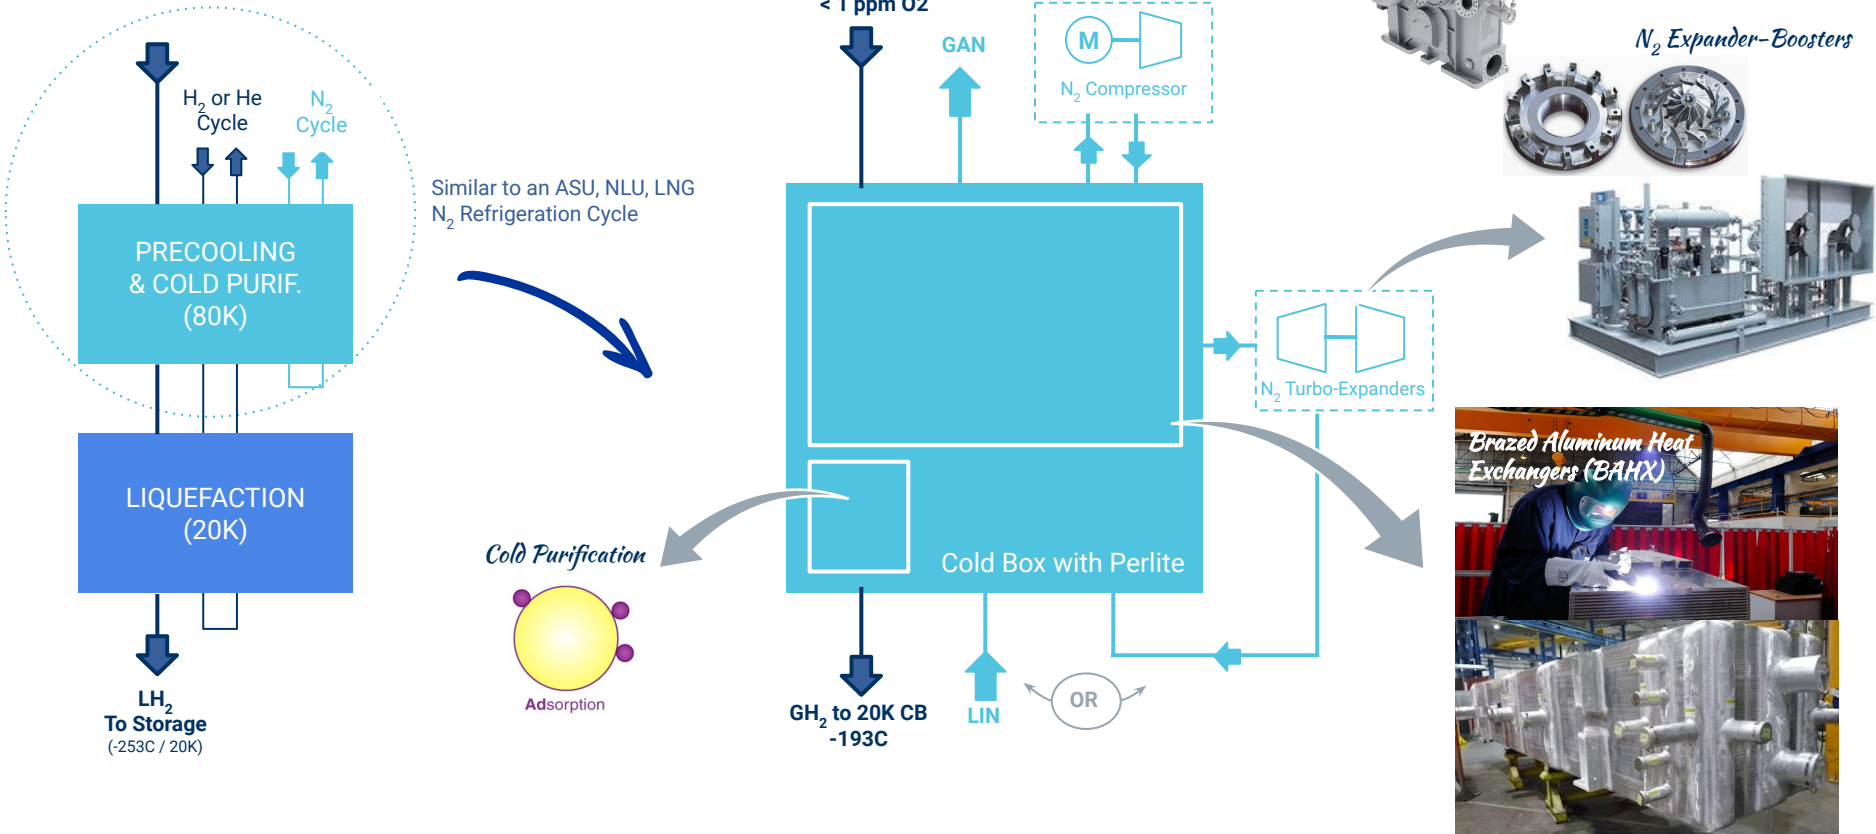 < 1 ppm O2
GAN
M
N2 Compressor
N2 Expander-Boosters
H2 or He
Cycle
N2
Cycle
PRECOOLING
& COLD PURIF.
(80K)
Similar to an ASU, NLU, LNG
N2 Refrigeration Cycle
N2 Turbo-Expanders
Brazed Aluminum Heat
Exchangers (BAHX)
LIQUEFACTION
(20K)
Cold Purification
Adsorption
Cold Box with Perlite
LH2
To Storage
(-253C / 20K)
GH2 to 20K CB
-193C
LIN
OR